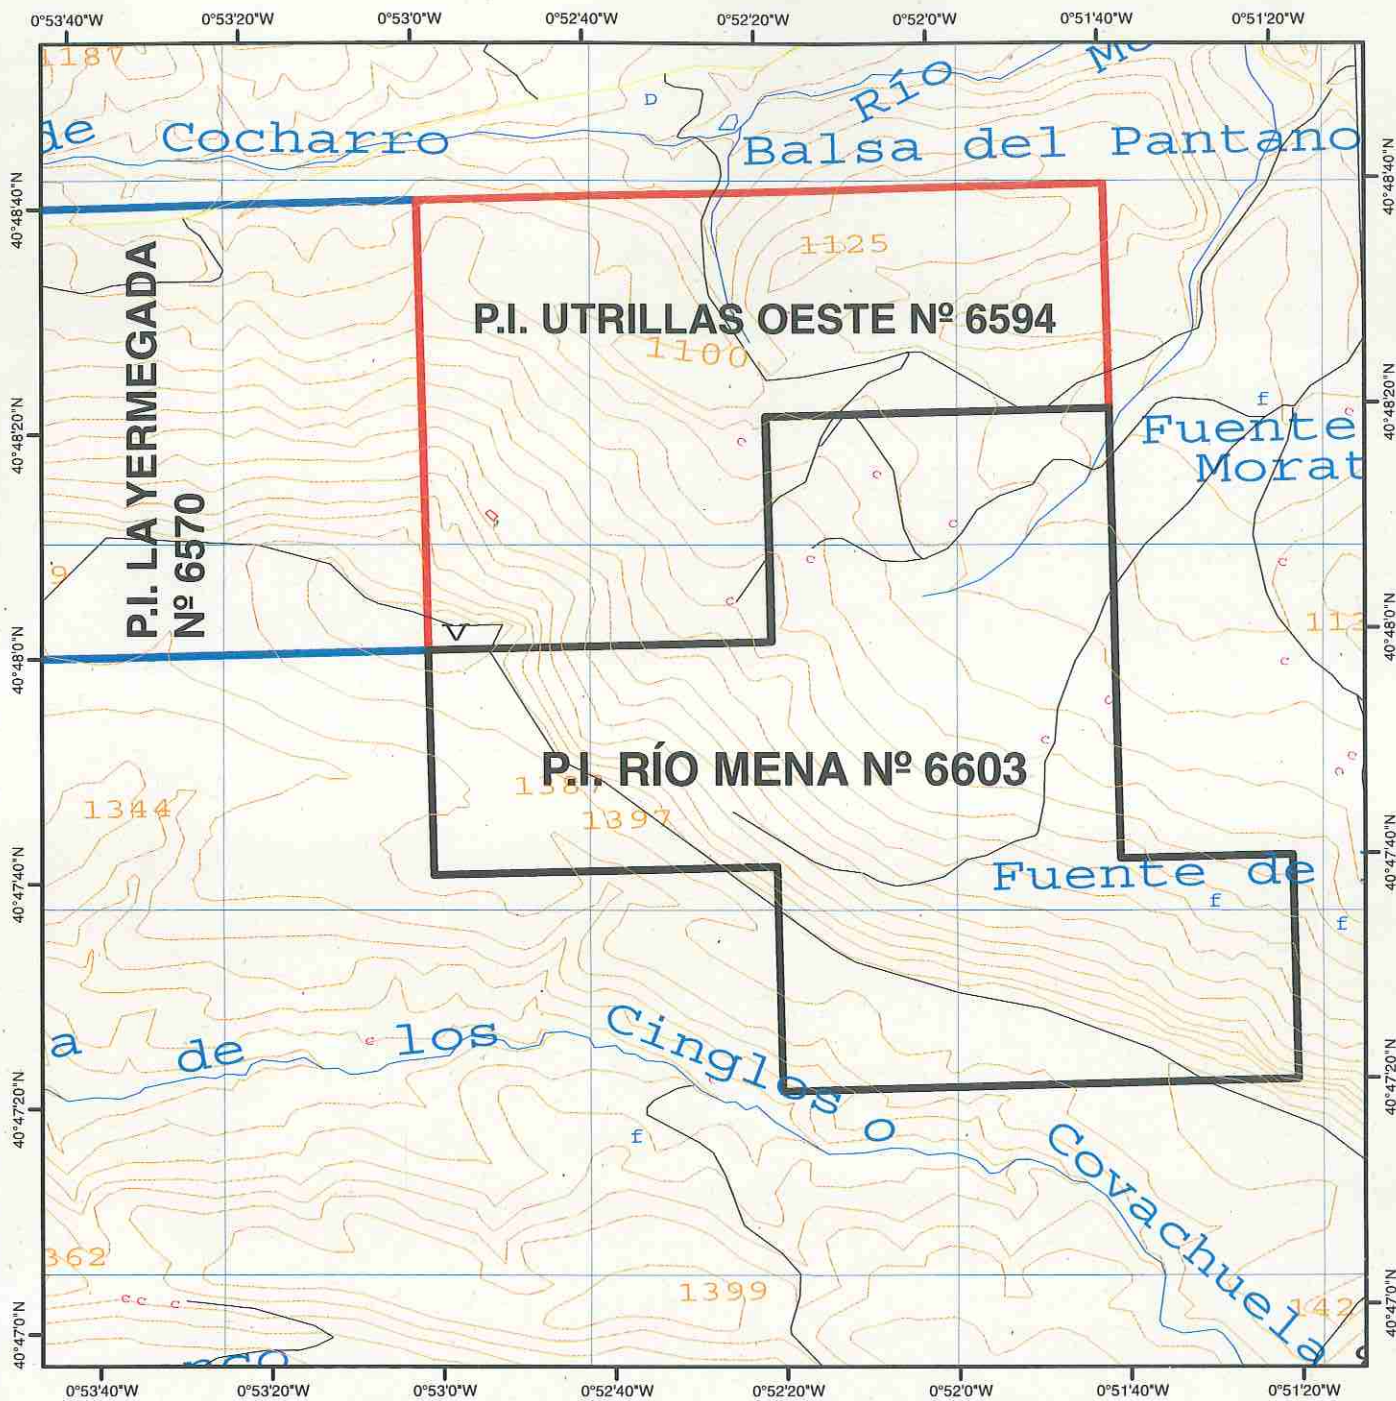 0°53'40"W 0°53'20"W 0°53'0"W 0°52'40"W 0°52'20"W 0°52'0"W 0°51'40"W 0°51'20"W
1187
D
Río
de Cocharro
Balsa del Pantano
40°48'40"N
40°48'40"N
1125
P.I. UTRILLAS OESTE Nº 6594
1100
P.I. LA YERMEGADA
Nº 6570
40°48'20"N
40°48'20"N
f
Fuente
Morat
c
c
c
c
c
c
c
9
V
113
40°48'0"N
40°48'0"N
c
c
c
c
c
P.I. RÍO MENA Nº 6603
1387
1397
1344
40°47'40"N
40°47'40"N
Fuente de
f
f
a de los Cinglos o Covachuela
c
40°47'20"N
40°47'20"N
f
362
1399
c c c
142
40°47'0"N
40°47'0"N
0°53'40"W 0°53'20"W 0°53'0"W 0°52'40"W 0°52'20"W 0°52'0"W 0°51'40"W 0°51'20"W